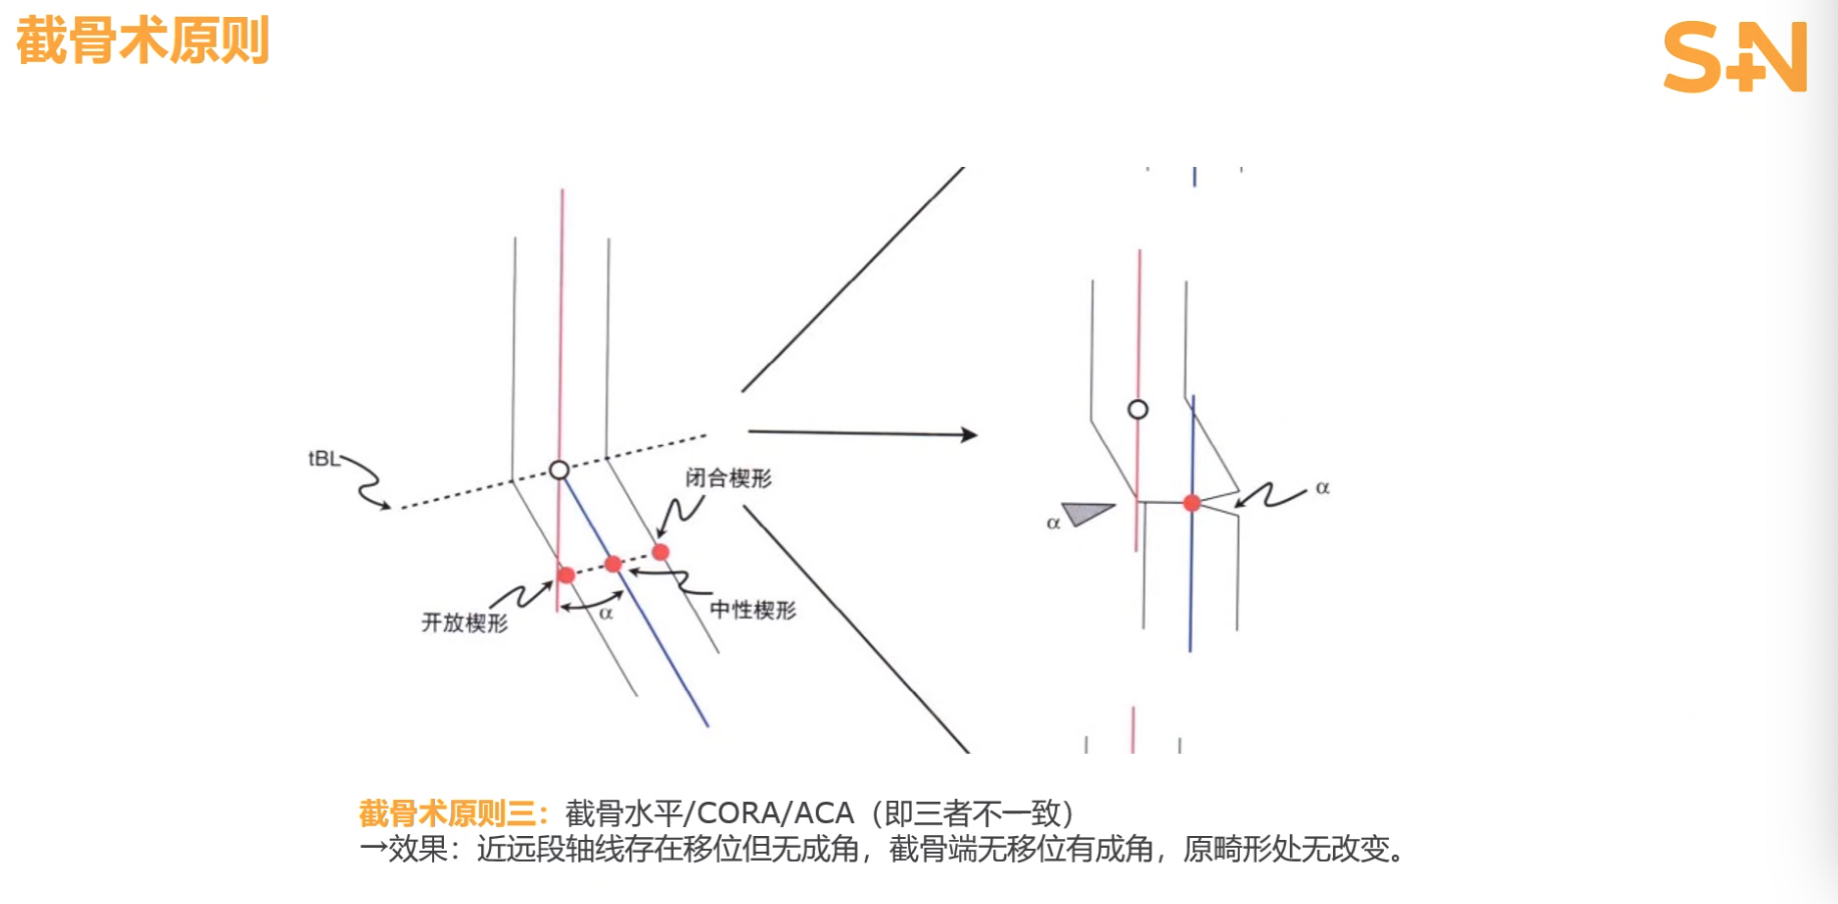 截骨术原则
S+N
tBL
闭合楔形
开放楔形
α
中性楔形
α
α
截骨术原则三：截骨水平/CORA/ACA（即三者不一致）
→效果：近远段轴线存在移位但无成角，截骨端无移位有成角，原畸形处无改变。